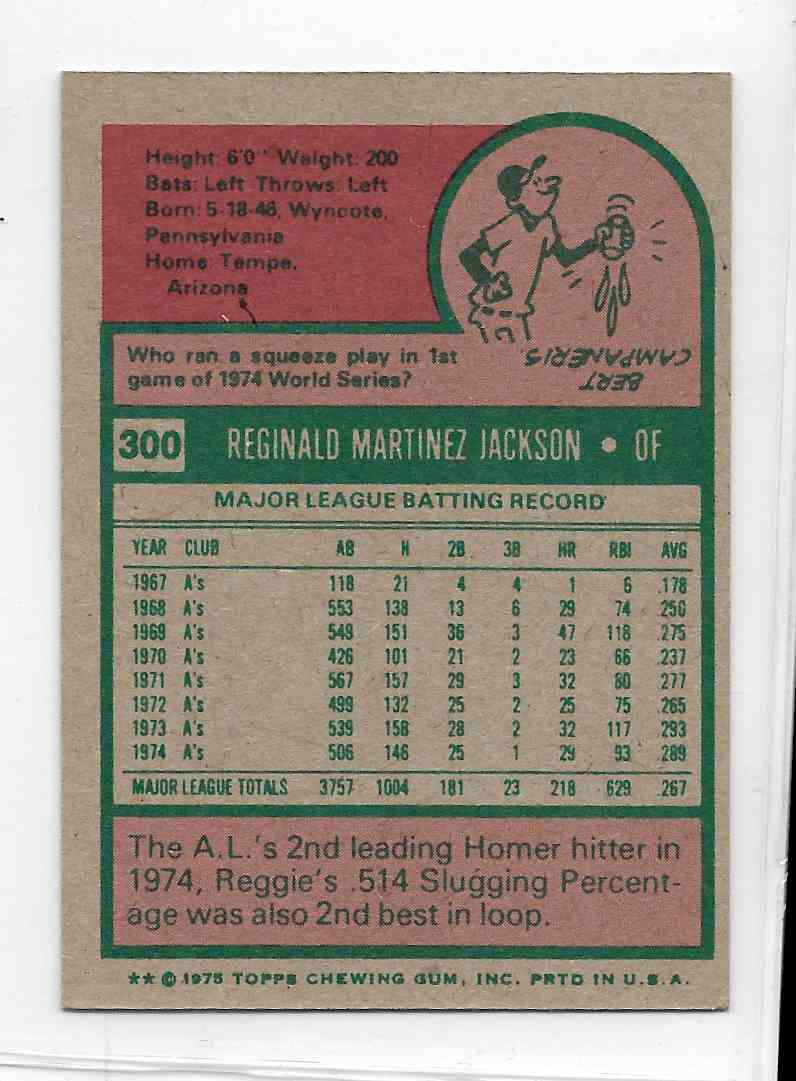 Height: 6'0" Weight: 200
Bats: Left Throws: Left
Born: 5-18-46, Wyncote,
Pennsylvania
Home: Tempe,
Arizona
Who ran a squeeze play in 1st
game of 1974 World Series?
BERT
CAMPANERIS.
300 REGINALD MARTINEZ JACKSON • OF
MAJOR LEAGUE BATTING RECORD
YEAR CLUB AB H 2B 3B HR RBI AVG
1967 A's 118 21 4 4 1 6 .178
1968 A's 553 138 13 6 29 74 .250
1969 A's 549 151 36 3 47 118 .275
1970 A's 426 101 21 2 23 66 .237
1971 A's 567 157 29 3 32 80 .277
1972 A's 499 132 25 2 25 75 .265
1973 A's 539 158 28 2 32 117 .293
1974 A's 506 146 25 1 29 93 .289
MAJOR LEAGUE TOTALS 3757 1004 181 23 218 629 .267
The A.L.'s 2nd leading Homer hitter in
1974, Reggie's .514 Slugging Percent-
age was also 2nd best in loop.
** © 1975 TOPPS CHEWING GUM, INC. PRTD IN U.S.A.